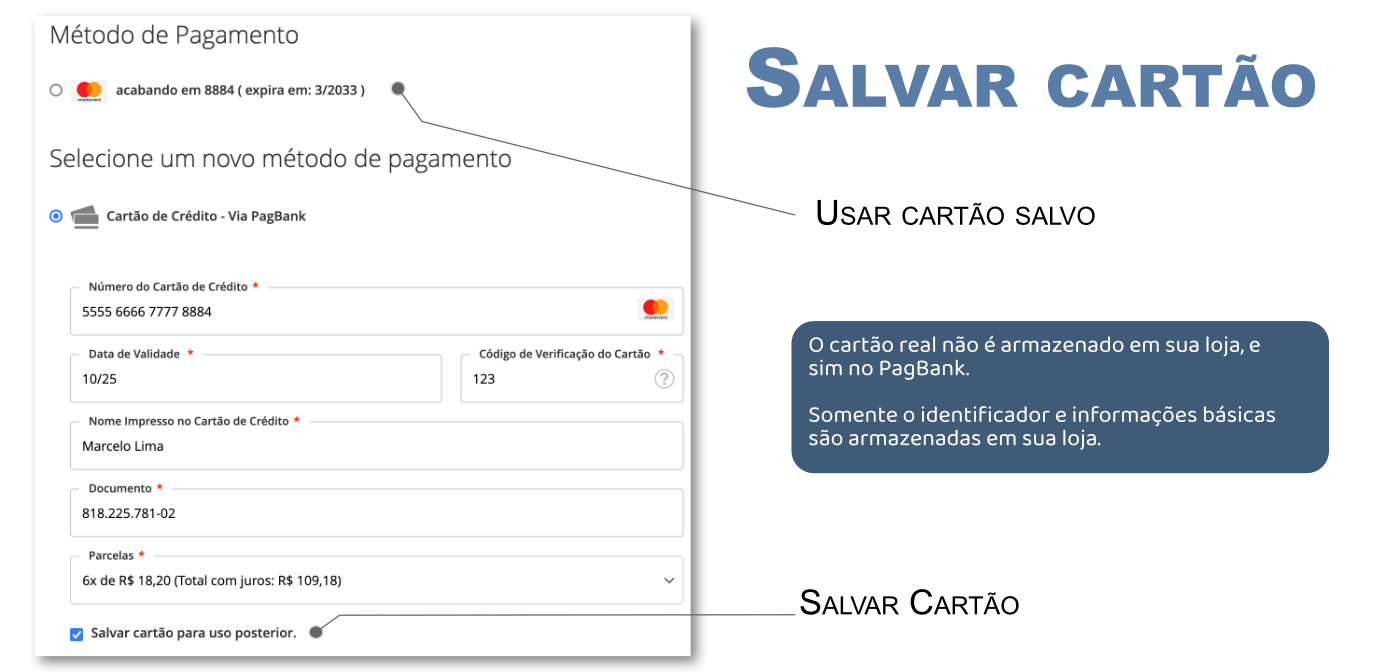 Método de Pagamento
acabando em 8884 ( expira em: 3/2033 )
Selecione um novo método de pagamento
Cartão de Crédito - Via PagBank
Número do Cartão de Crédito *
5555 6666 7777 8884
mastercard
Data de Validade *
10/25
Código de Verificação do Cartão *
123
?
Nome Impresso no Cartão de Crédito *
Marcelo Lima
Documento *
818.225.781-02
Parcelas *
6x de R$ 18,20 (Total com juros: R$ 109,18)
Salvar cartão para uso posterior.
SALVAR CARTÃO
USAR CARTÃO SALVO
O cartão real não é armazenado em sua loja, e
sim no PagBank.
Somente o identificador e informações básicas
são armazenadas em sua loja.
SALVAR CARTÃO